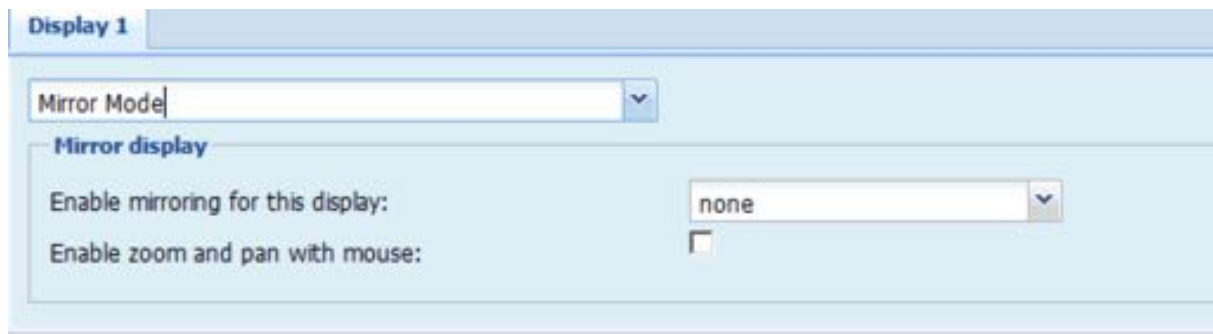 Display 1
Mirror Mode
Mirror display
Enable mirroring for this display:
none
Enable zoom and pan with mouse: